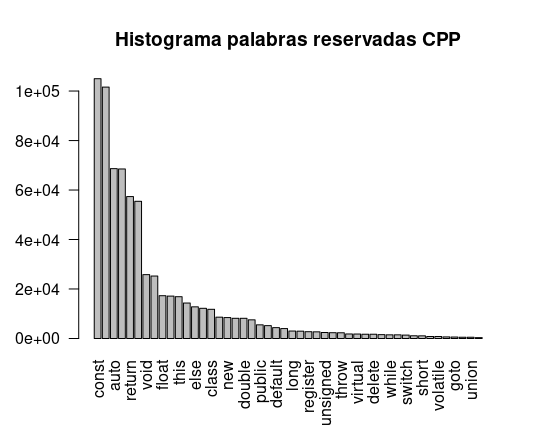 Histograma palabras reservadas CPP
1e+05
8e+04
6e+04
4e+04
2e+04
0e+00
const
auto
return
void
float
this
else
class
new
double
public
default
long
register
unsigned
throw
virtual
delete
while
switch
short
volatile
goto
union